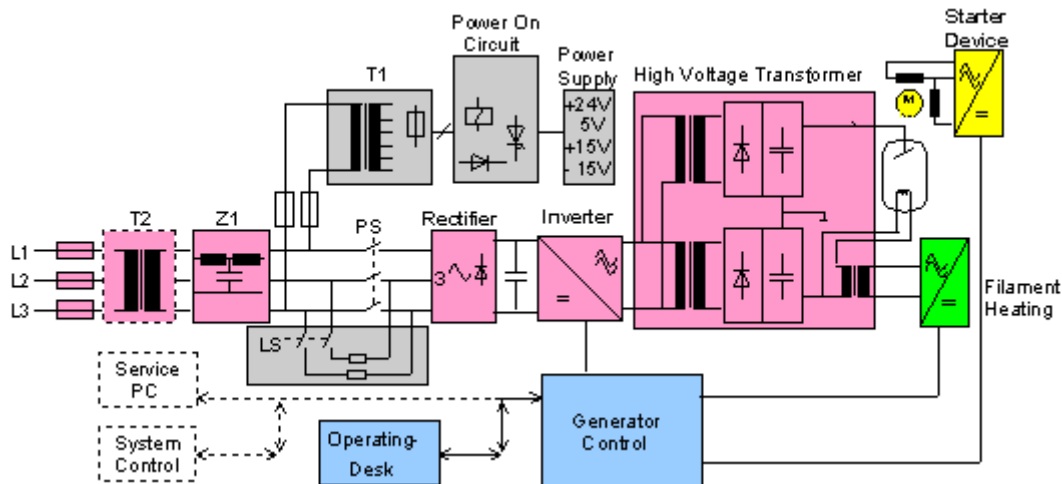 Power On
Circuit
Starter
Device
T1
Power
Supply
High Voltage Transformer
+24V
5V
+15V
- 15V
M
=
T2
Z1
PS
Rectifier
Inverter
L1
L2
L3
3
=
=
Filament
Heating
LS
Service
PC
System
Control
Operating-
Desk
Generator
Control